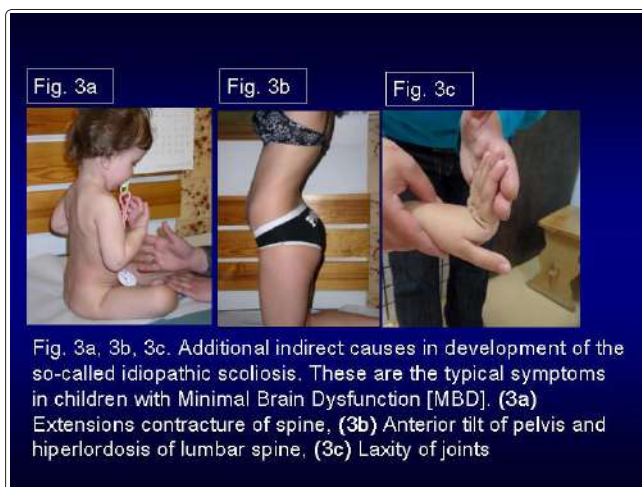 Fig. 3a
Fig. 3b
Fig. 3c
Fig. 3a, 3b, 3c. Additional indirect causes in development of the
so-called idiopathic scoliosis. These are the typical symptoms
in children with Minimal Brain Dysfunction [MBD]. (3a)
Extensions contracture of spine, (3b) Anterior tilt of pelvis and
hiperlordosis of lumbar spine, (3c) Laxity of joints